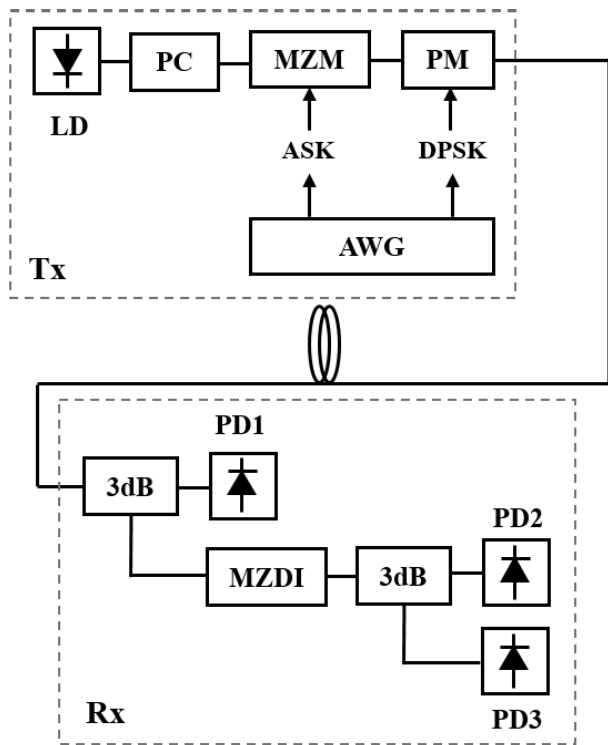 PC
MZM
PM
LD
ASK
DPSK
AWG
Tx
PD1
3dB
PD2
MZDI
3dB
Rx
PD3